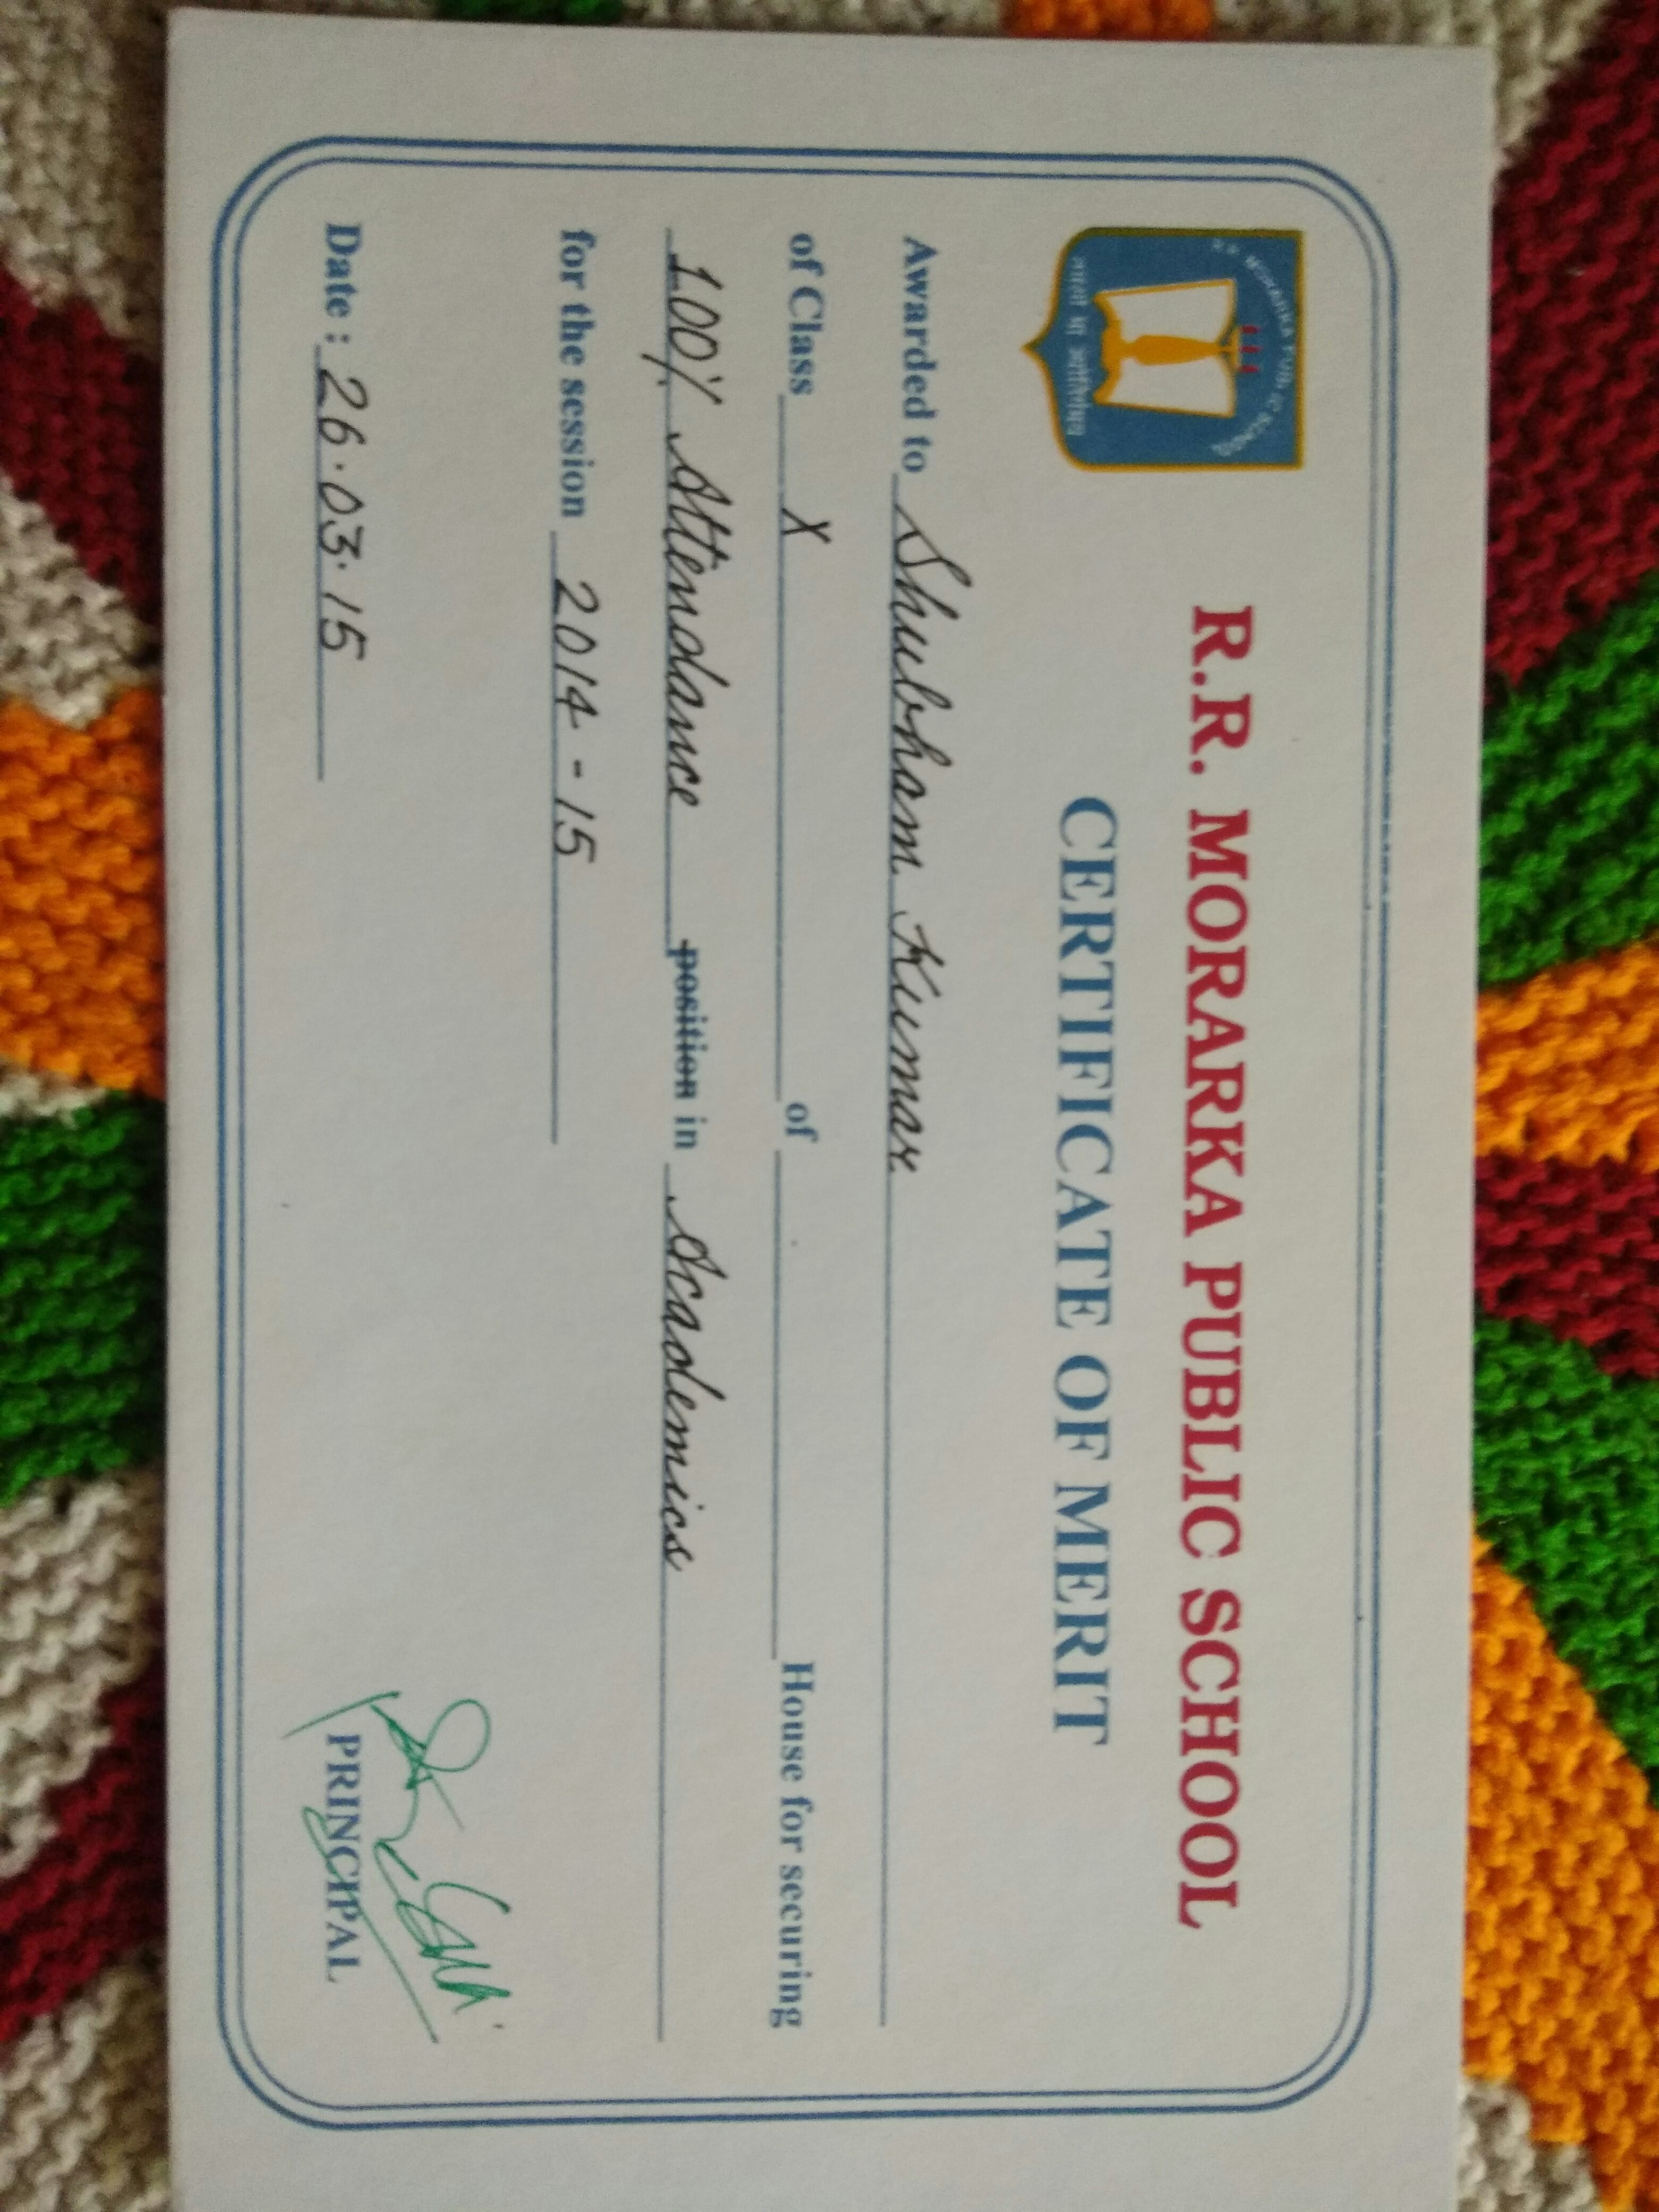 R.R. MORARKA PUBLIC SCHOOL
CERTIFICATE OF MERIT
Awarded to Shubham Kumar
of Class X of House for securing
100% Attendance position in Academics
for the session 2014-15
Date : 26.03.15
PRINCIPAL